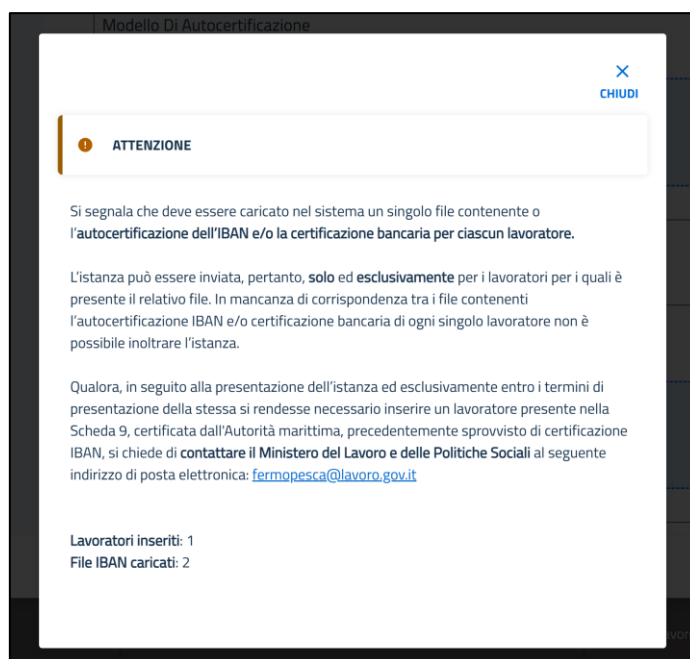 Modello Di Autocertificazione
CHIUDI
ATTENZIONE
Si segnala che deve essere caricato nel sistema un singolo file contenente o
l'autocertificazione dell'IBAN e/o la certificazione bancaria per ciascun lavoratore.
L'istanza può essere inviata, pertanto, solo ed esclusivamente per i lavoratori per i quali è
presente il relativo file. In mancanza di corrispondenza tra i file contenenti
l'autocertificazione IBAN e/o certificazione bancaria di ogni singolo lavoratore non è
possibile inoltrare l'istanza.
Qualora, in seguito alla presentazione dell'istanza ed esclusivamente entro i termini di
presentazione della stessa si rendesse necessario inserire un lavoratore presente nella
Scheda 9, certificata dall'Autorità marittima, precedentemente sprovvisto di certificazione
IBAN, si chiede di contattare il Ministero del Lavoro e delle Politiche Sociali al seguente
indirizzo di posta elettronica: fermopesca@lavoro.gov.it
Lavoratori inseriti: 1
File IBAN caricati: 2